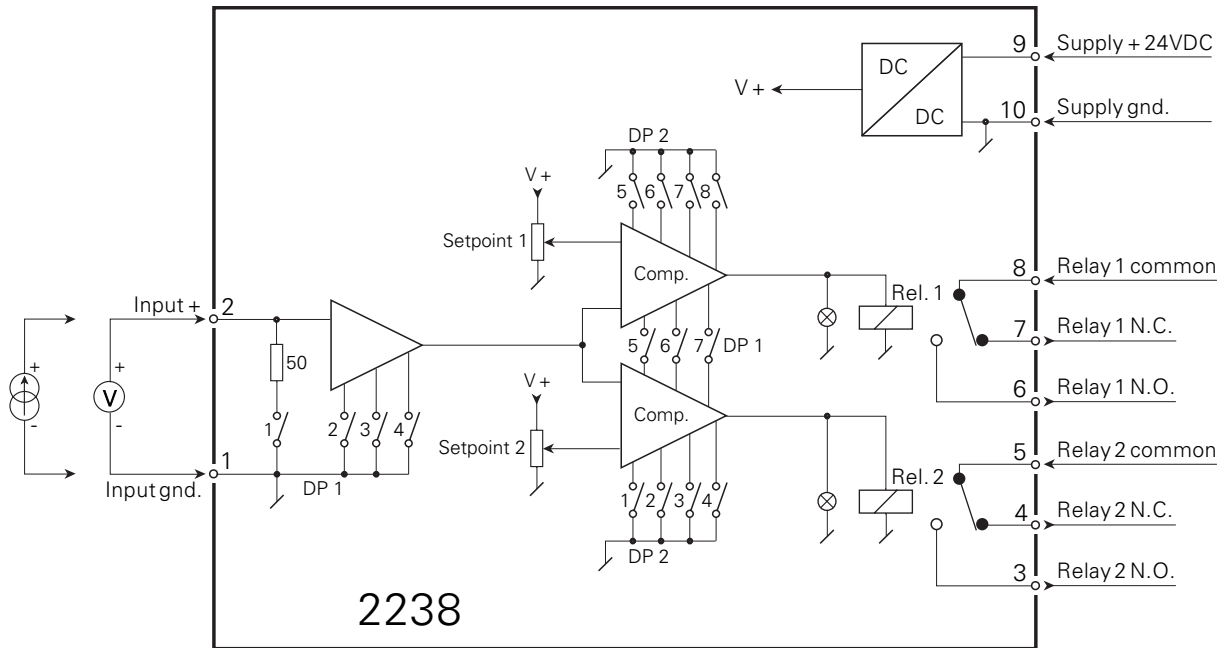 9 Supply + 24VDC
DC
V +
DC
10 Supply gnd.
DP 2
V +
5 6 7 8
Setpoint 1
Comp.
8 Relay 1 common
Rel. 1
Input + 2
7 Relay 1 N.C.
5 6 7 DP 1
50
+ +
V
- -
V +
6 Relay 1 N.O.
1 2 3 4
Comp.
Setpoint 2
5 Relay 2 common
1
Input gnd.
DP 1
Rel. 2
1 2 3 4
4 Relay 2 N.C.
DP 2
3 Relay 2 N.O.
2238